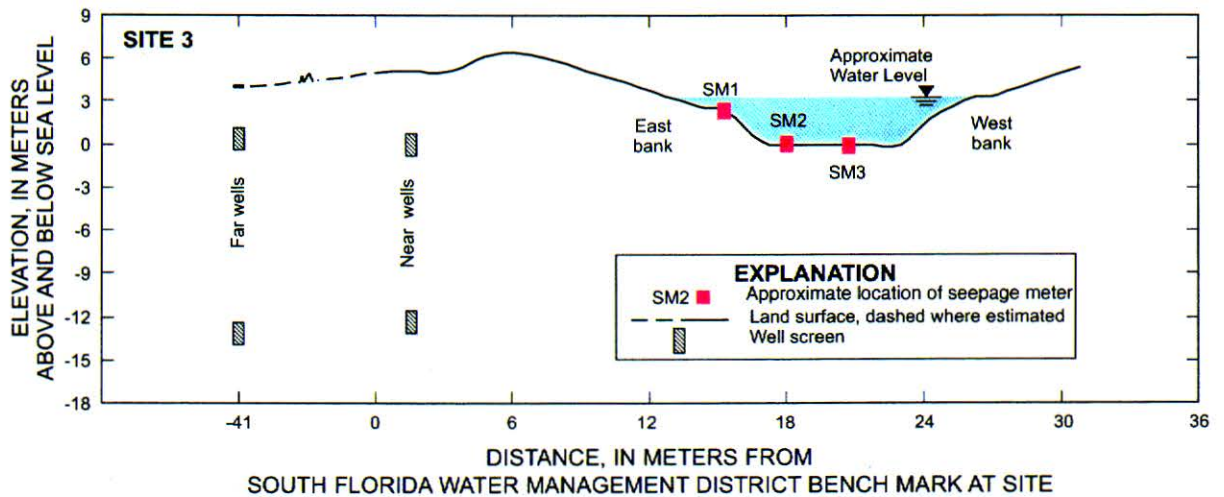 SITE 3
ELEVATION, IN METERS
ABOVE AND BELOW SEA LEVEL
9
6
3
0
-3
-6
-9
-12
-15
-18
Approximate
Water Level
SM1
SM2
SM3
East
bank
West
bank
Far wells
Near wells
EXPLANATION
SM2 Approximate location of seepage meter
Land surface, dashed where estimated
Well screen
-41 0 6 12 18 24 30 36
DISTANCE, IN METERS FROM
SOUTH FLORIDA WATER MANAGEMENT DISTRICT BENCH MARK AT SITE